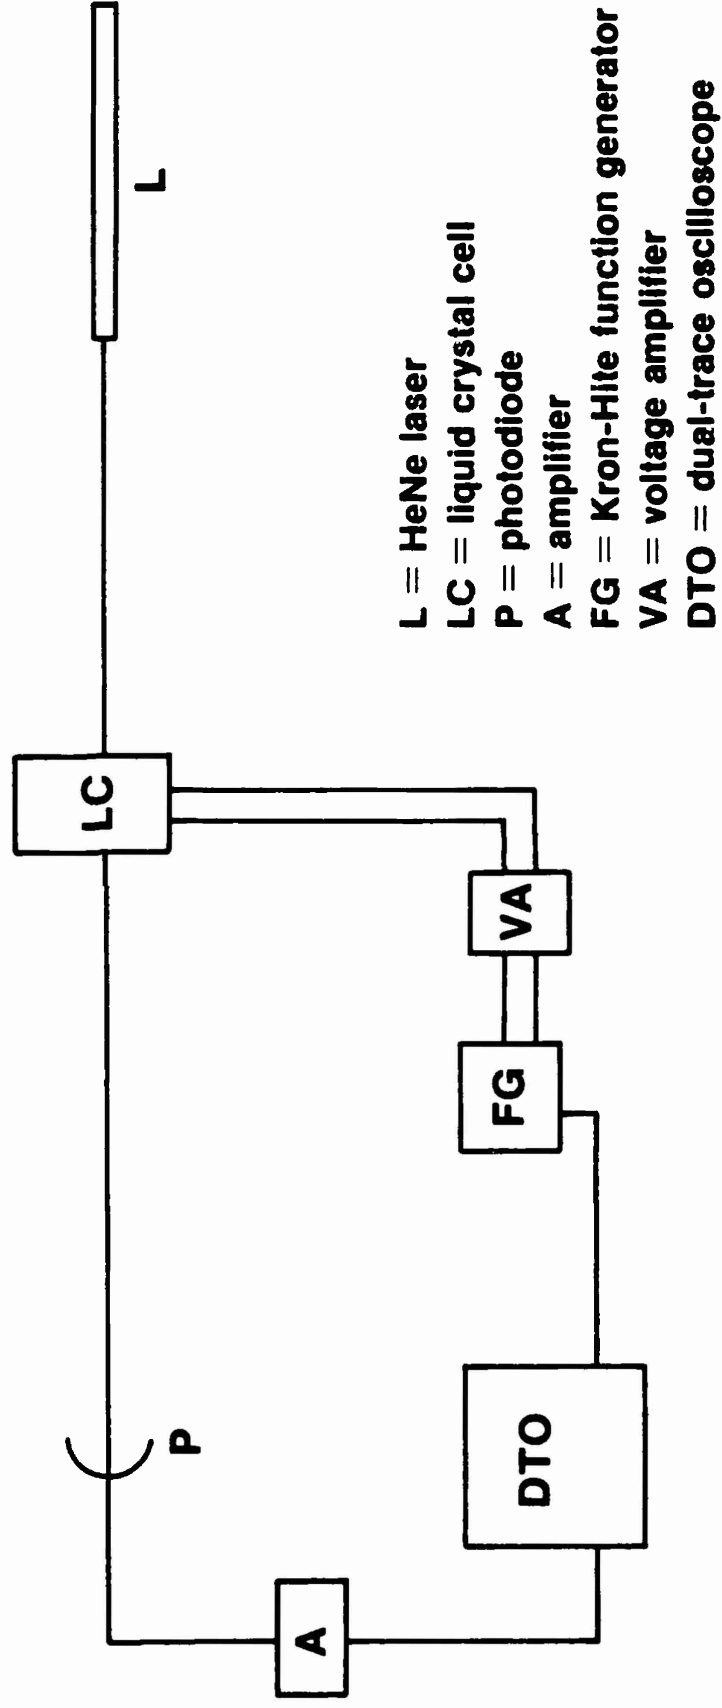 L
LC
P
A
VA
FG
DTO
L = HeNe laser
LC = liquid crystal cell
P = photodiode
A = amplifier
FG = Kron-Hite function generator
VA = voltage amplifier
DTO = dual-trace oscilloscope